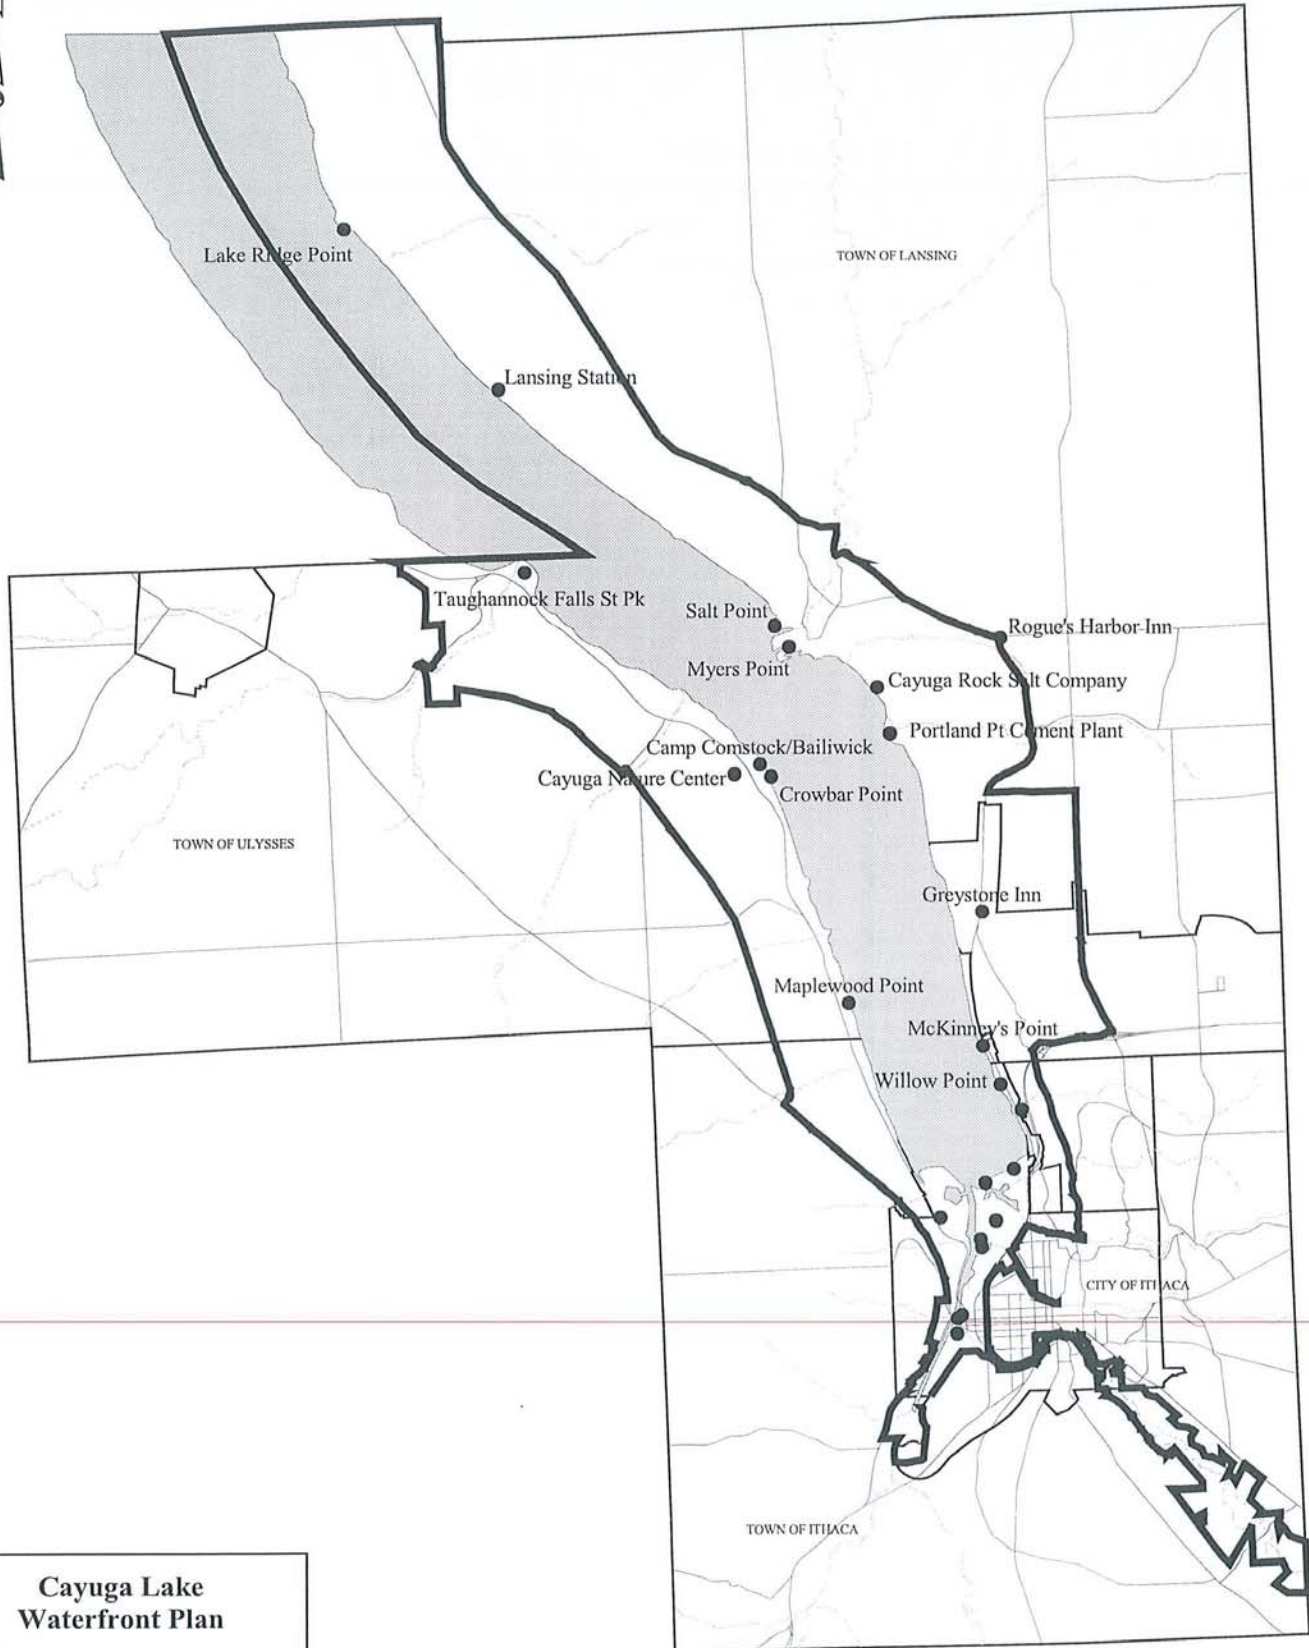 Lake Ridge Point
TOWN OF LANSING
Lansing Station
Taughannock Falls St Pk
Salt Point
Rogue's Harbor Inn
Myers Point
Cayuga Rock Salt Company
Portland Pt Cement Plant
Camp Comstock/Bailiwick
Cayuga Nature Center
Crowbar Point
TOWN OF ULYSSES
Greystone Inn
Maplewood Point
McKinney's Point
Willow Point
CITY OF ITHACA
TOWN OF ITHACA
Cayuga Lake
Waterfront Plan